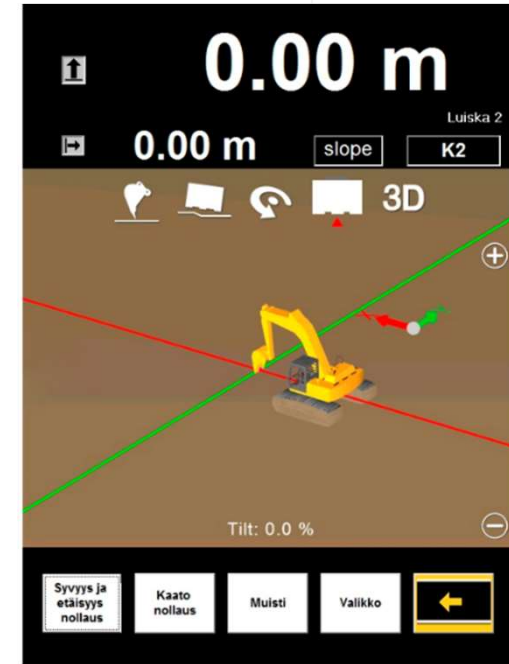 0.00 m
Luiska 2
0.00 m slope K2
3D
Tilt: 0.0 %
Syvyys ja
etäisyys
nollaus
Kaato
nollaus
Muisti
Valikko